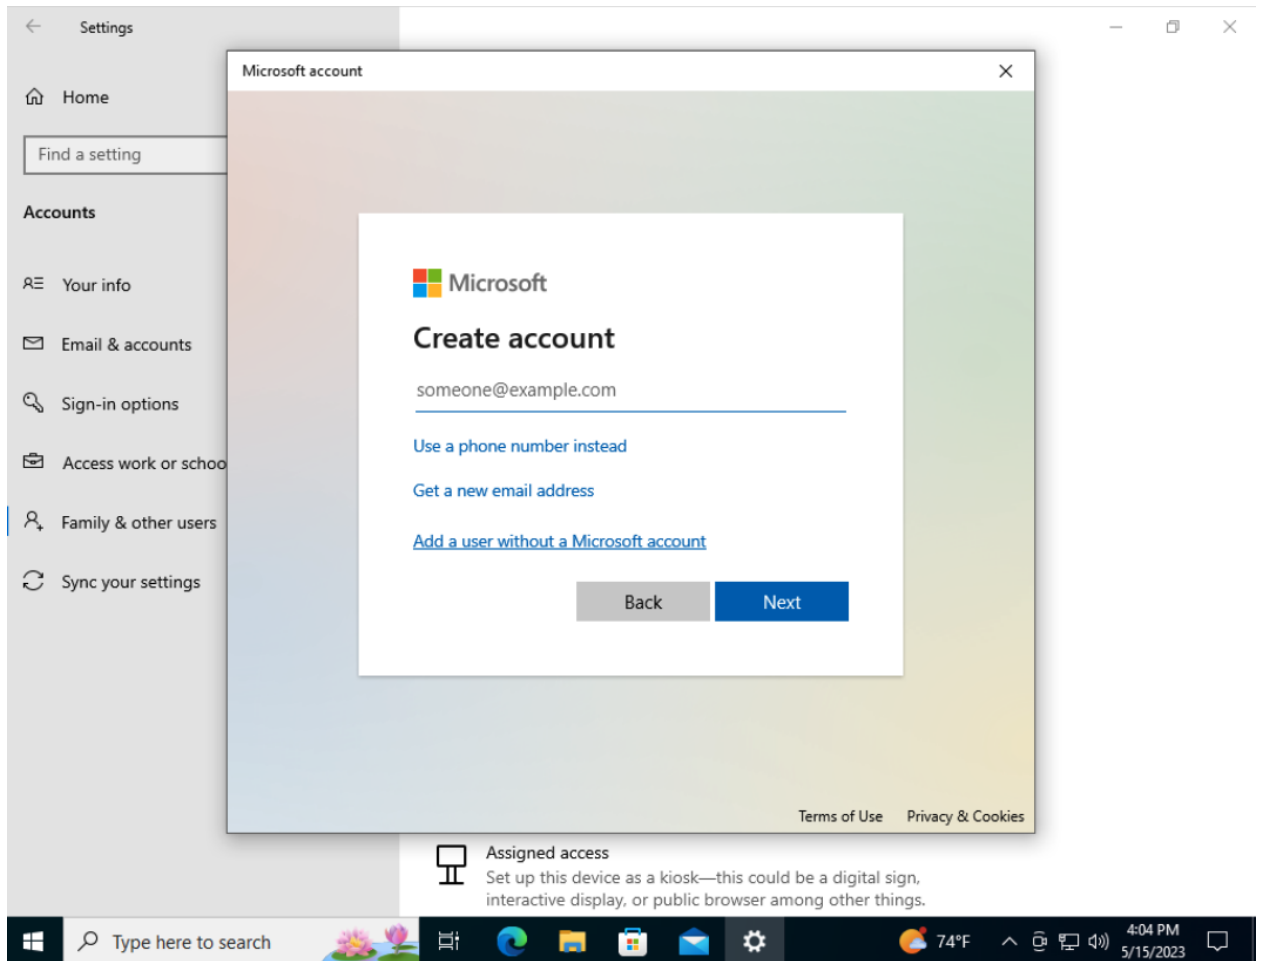 Settings
Microsoft account
Home
Find a setting
Accounts
Your info
Email & accounts
Sign-in options
Access work or schoo
Family & other users
Sync your settings
Microsoft
Create account
someone@example.com
Use a phone number instead
Get a new email address
Add a user without a Microsoft account
Back
Next
Terms of Use
Privacy & Cookies
Assigned access
Set up this device as a kiosk—this could be a digital sign,
interactive display, or public browser among other things.
Type here to search
74°F
4:04 PM
5/15/2023